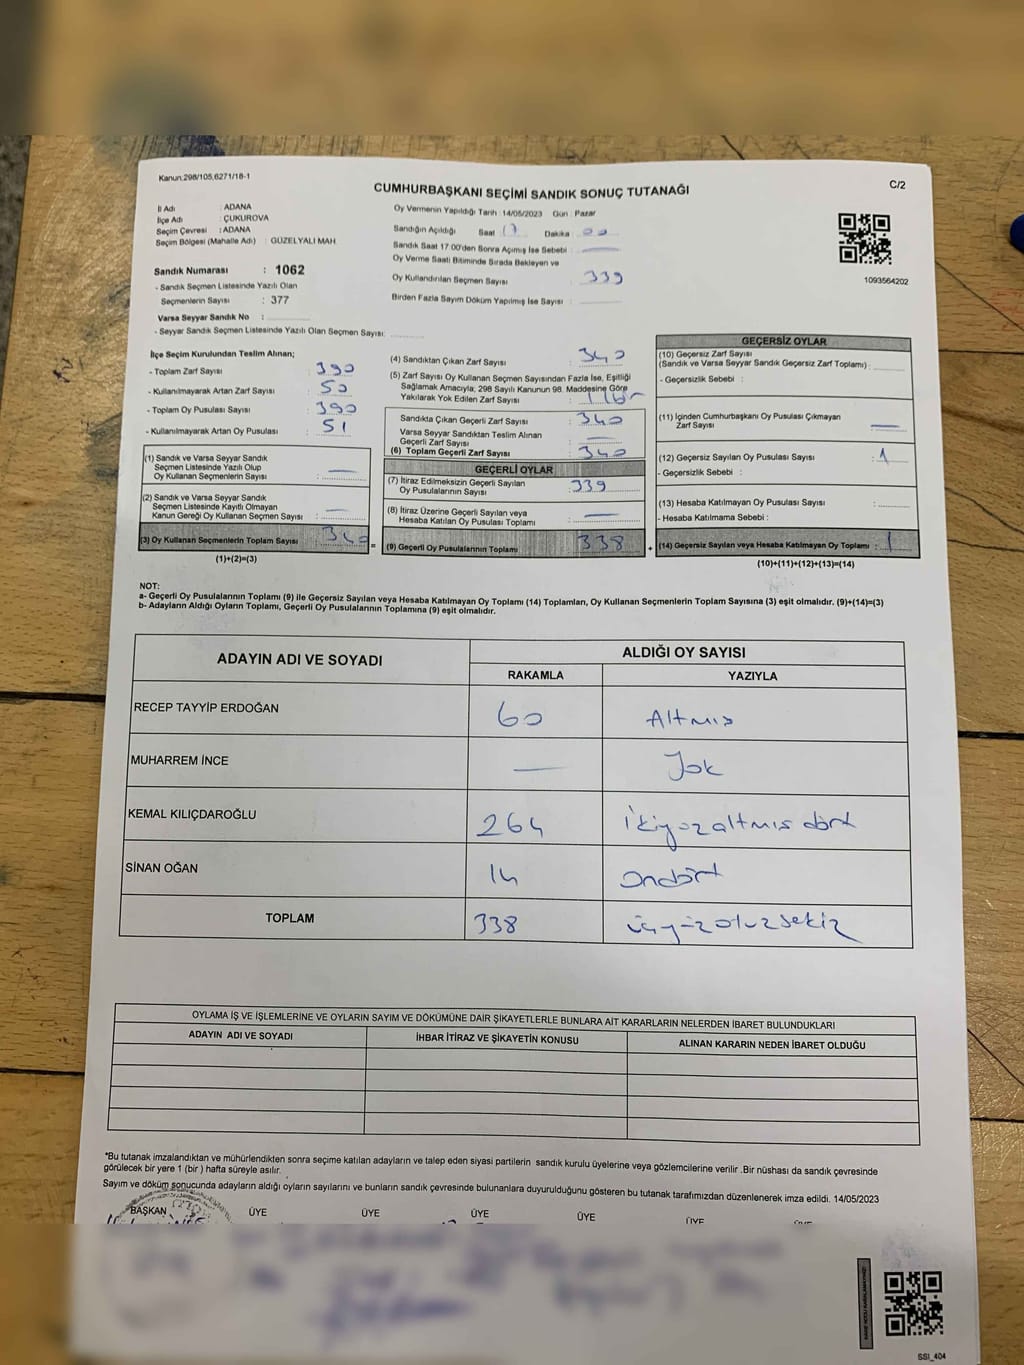 Kanun:298/105,6271/18-1
CUMHURBAŞKANI SEÇİMİ SANDIK SONUÇ TUTANAĞI
C/2
İl Adı : ADANA
İlçe Adı : ÇUKUROVA
Seçim Çevresi : ADANA
Seçim Bölgesi (Mahalle Adı) : GÜZELYALI MAH.
Sandık Numarası : 1062
- Sandık Seçmen Listesinde Yazılı Olan
Seçmenlerin Sayısı : 377
Varsa Seyyar Sandık No :
- Seyyar Sandık Seçmen Listesinde Yazılı Olan Seçmen Sayısı:
Oy Vermenin Yapıldığı Tarih : 14/05/2023 Gün : Pazar
Sandığın Açıldığı Saat 17 Dakika 00
Sandık Saat 17:00'den Sonra Açımış İse Sebebi :
Oy Verme Saati Bitiminde Sırada Bekleyen ve
Oy Kullandırılan Seçmen Sayısı 339
Birden Fazla Sayım Döküm Yapılmış İse Sayısı :
1093564202
İlçe Seçim Kurulundan Teslim Alınan;
- Toplam Zarf Sayısı : 390
- Kullanılmayarak Artan Zarf Sayısı : 50
- Toplam Oy Pusulası Sayısı : 390
- Kullanılmayarak Artan Oy Pusulası : 51
(1) Sandık ve Varsa Seyyar Sandık
Seçmen Listesinde Yazılı Olup
Oy Kullanan Seçmenlerin Sayısı : —
(2) Sandık ve Varsa Seyyar Sandık
Seçmen Listesinde Kayıtlı Olmayan
Kanun Gereği Oy Kullanan Seçmen Sayısı : —
(3) Oy Kullanan Seçmenlerin Toplam Sayısı : 340
(1)+(2)=(3)
(4) Sandıktan Çıkan Zarf Sayısı : 340
(5) Zarf Sayısı Oy Kullanan Seçmen Sayısından Fazla İse, Eşitliği
Sağlamak Amacıyla; 298 Sayılı Kanunun 98. Maddesine Göre
Yakılarak Yok Edilen Zarf Sayısı :
Sandıkta Çıkan Geçerli Zarf Sayısı : 340
Varsa Seyyar Sandıktan Teslim Alınan
Geçerli Zarf Sayısı : —
(6) Toplam Geçerli Zarf Sayısı : 340
GEÇERLİ OYLAR
(7) İtiraz Edilmeksizin Geçerli Sayılan
Oy Pusulalarının Sayısı : 339
(8) İtiraz Üzerine Geçerli Sayılan veya
Hesaba Katılan Oy Pusulası Toplamı : —
= (9) Geçerli Oy Pusulalarının Toplamı : 338
GEÇERSİZ OYLAR
(10) Geçersiz Zarf Sayısı
(Sandık ve Varsa Seyyar Sandık Geçersiz Zarf Toplamı) :
- Geçersizlik Sebebi :
(11) İçinden Cumhurbaşkanı Oy Pusulası Çıkmayan
Zarf Sayısı : —
(12) Geçersiz Sayılan Oy Pusulası Sayısı : 1
- Geçersizlik Sebebi :
(13) Hesaba Katılmayan Oy Pusulası Sayısı :
- Hesaba Katılmama Sebebi :
+ (14) Geçersiz Sayılan veya Hesaba Katılmayan Oy Toplamı : 1
(10)+(11)+(12)+(13)=(14)
NOT:
a- Geçerli Oy Pusulalarının Toplamı (9) ile Geçersiz Sayılan veya Hesaba Katılmayan Oy Toplamı (14) Toplamları, Oy Kullanan Seçmenlerin Toplam Sayısına (3) eşit olmalıdır. (9)+(14)=(3)
b- Adayların Aldığı Oyların Toplamı, Geçerli Oy Pusulalarının Toplamına (9) eşit olmalıdır.
ADAYIN ADI VE SOYADI
ALDIĞI OY SAYISI
RAKAMLA YAZIYLA
RECEP TAYYİP ERDOĞAN 60 Altmış
MUHARREM İNCE — Yok
KEMAL KILIÇDAROĞLU 264 ikiyüzaltmış dört
SİNAN OĞAN 14 ondört
TOPLAM 338 üçyüzotuzsekiz
OYLAMA İŞ VE İŞLEMLERİNE VE OYLARIN SAYIM VE DÖKÜMÜNE DAİR ŞİKAYETLERLE BUNLARA AİT KARARLARIN NELERDEN İBARET BULUNDUKLARI
ADAYIN ADI VE SOYADI İHBAR İTİRAZ VE ŞİKAYETİN KONUSU ALINAN KARARIN NEDEN İBARET OLDUĞU
*Bu tutanak imzalandıktan ve mühürlendikten sonra seçime katılan adayların ve talep eden siyasi partilerin sandık kurulu üyelerine veya gözlemcilerine verilir .Bir nüshası da sandık çevresinde
görülecek bir yere 1 (bir ) hafta süreyle asılır.
Sayım ve döküm sonucunda adayların aldığı oyların sayılarını ve bunların sandık çevresinde bulunanlara duyurulduğunu gösteren bu tutanak tarafımızdan düzenlenerek imza edildi. 14/05/2023
BAŞKAN ÜYE ÜYE ÜYE ÜYE ÜYE ÜYE
SSI_404